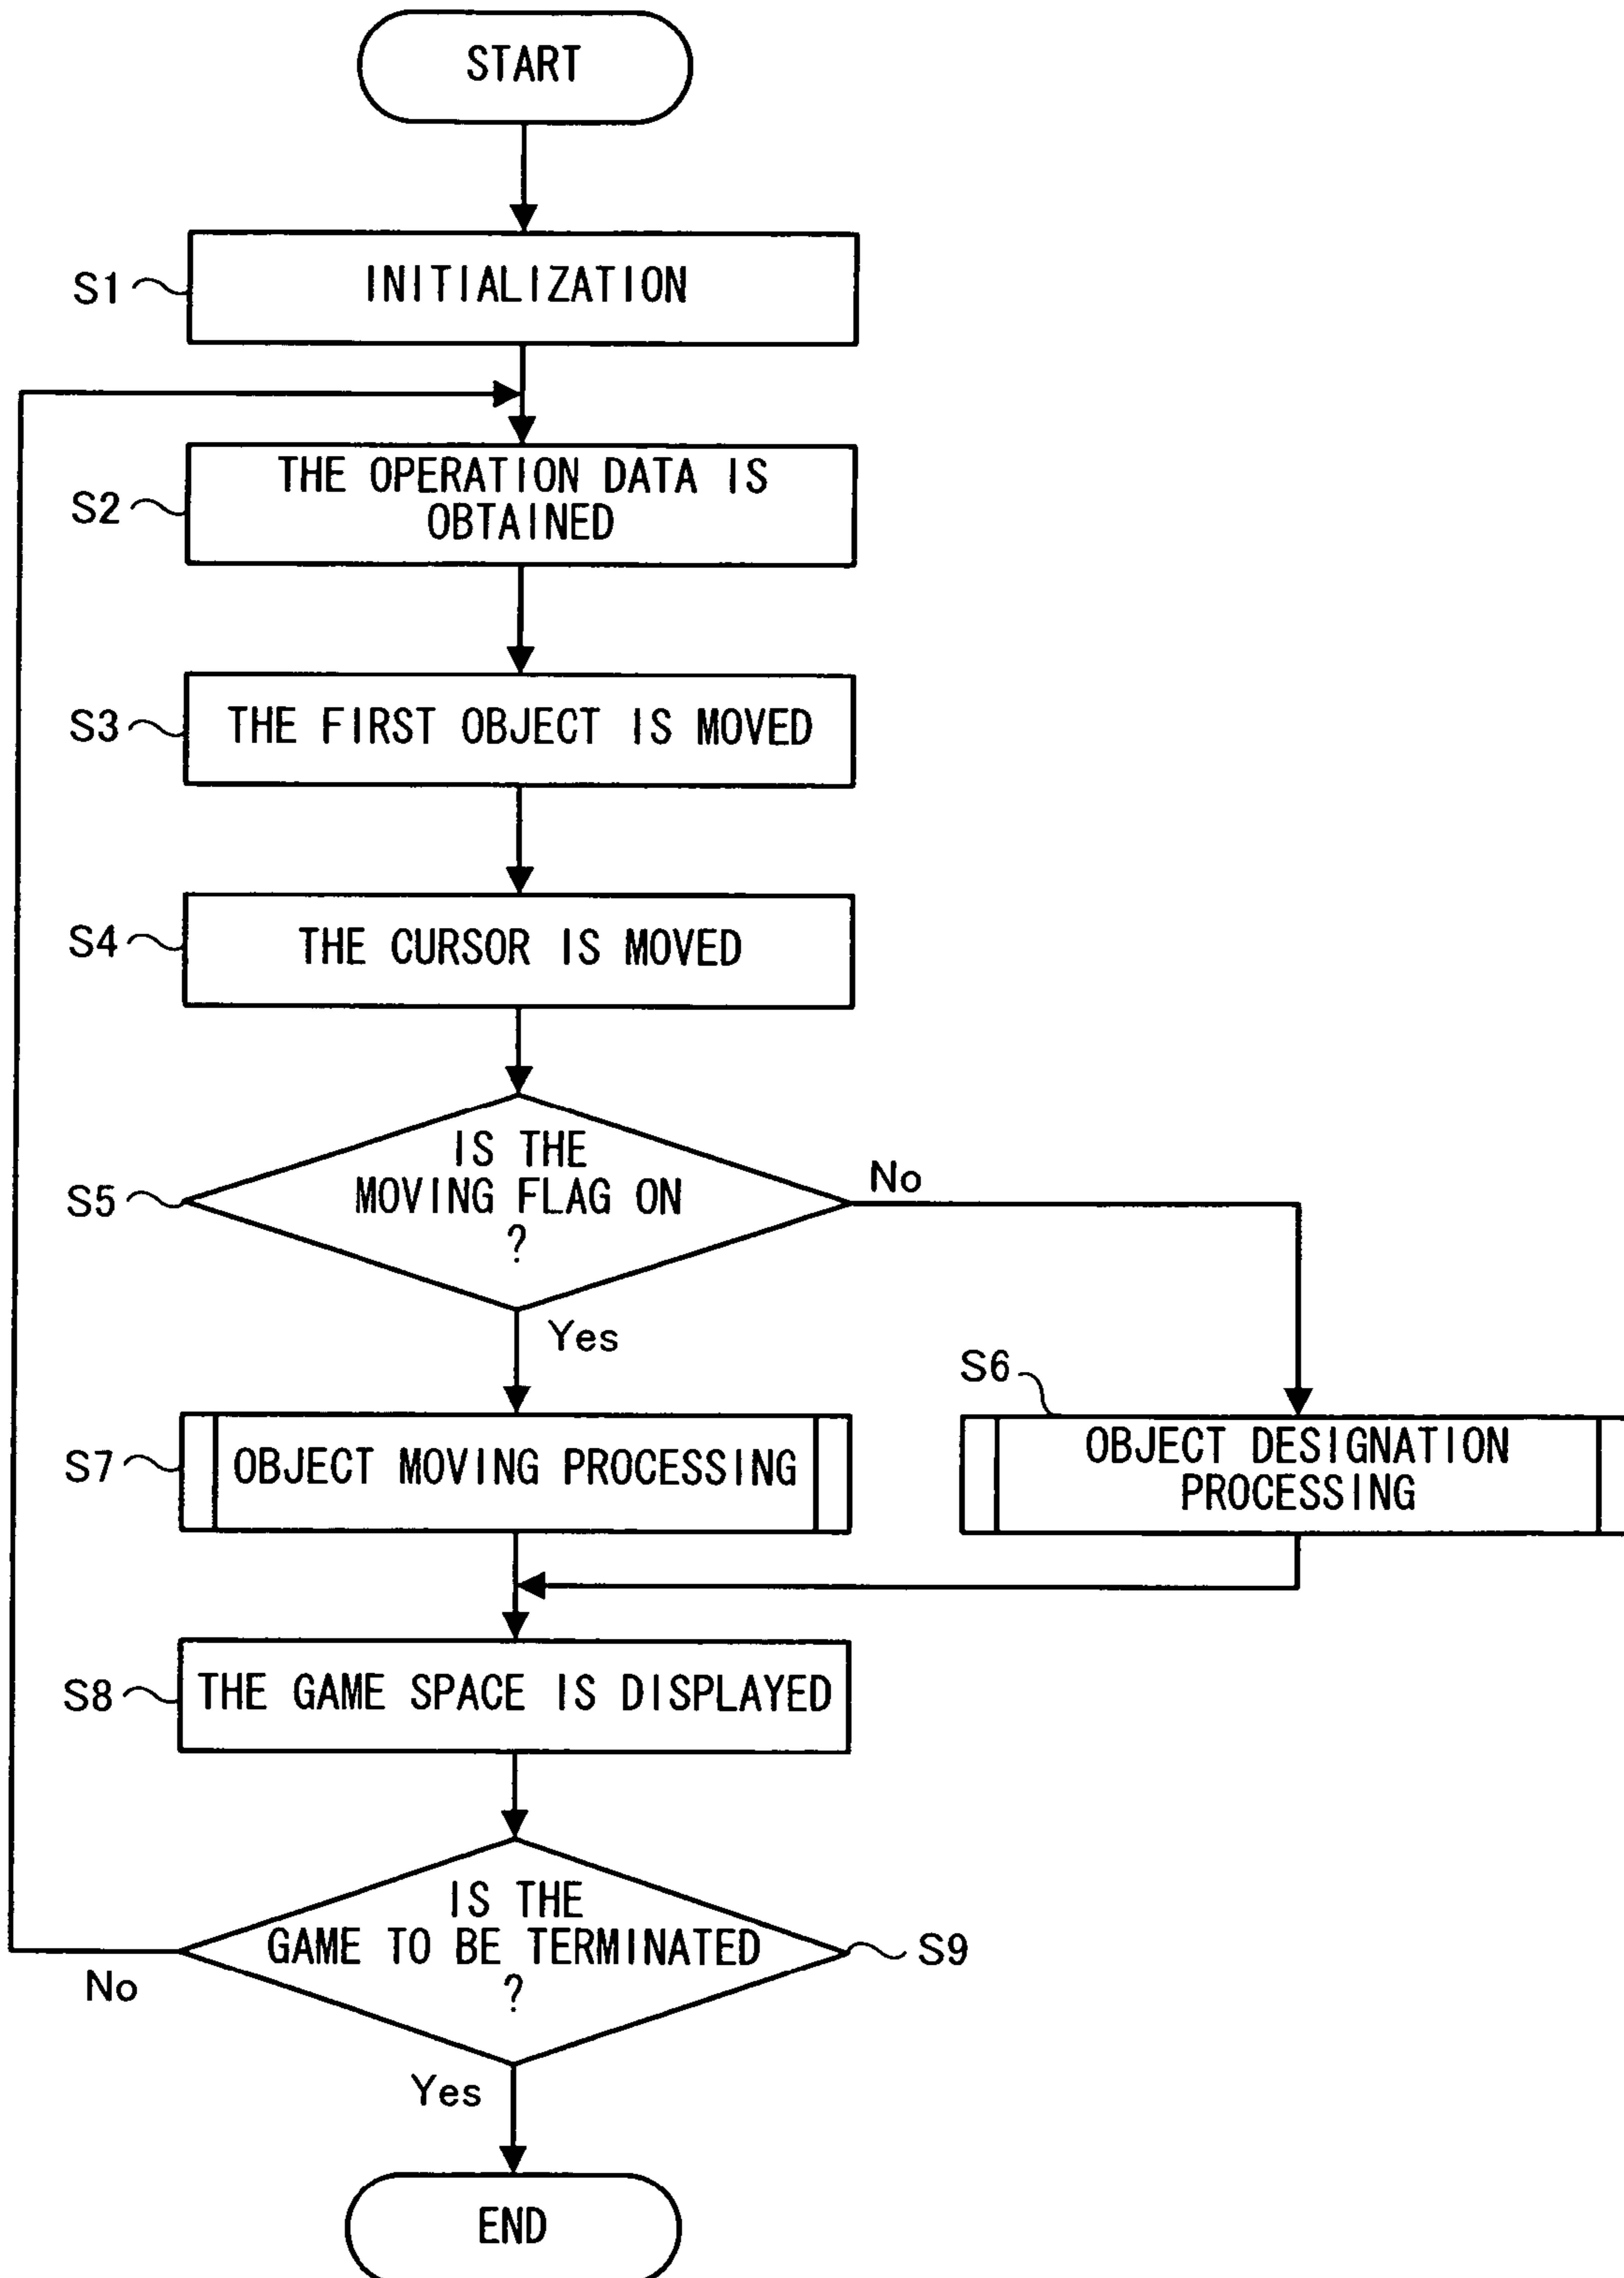 START
S1
INITIALIZATION
S2
THE OPERATION DATA IS
OBTAINED
S3
THE FIRST OBJECT IS MOVED
S4
THE CURSOR IS MOVED
S5
IS THE
MOVING FLAG ON
?
No
Yes
S6
OBJECT DESIGNATION
PROCESSING
S7
OBJECT MOVING PROCESSING
S8
THE GAME SPACE IS DISPLAYED
IS THE
GAME TO BE TERMINATED
?
S9
No
Yes
END